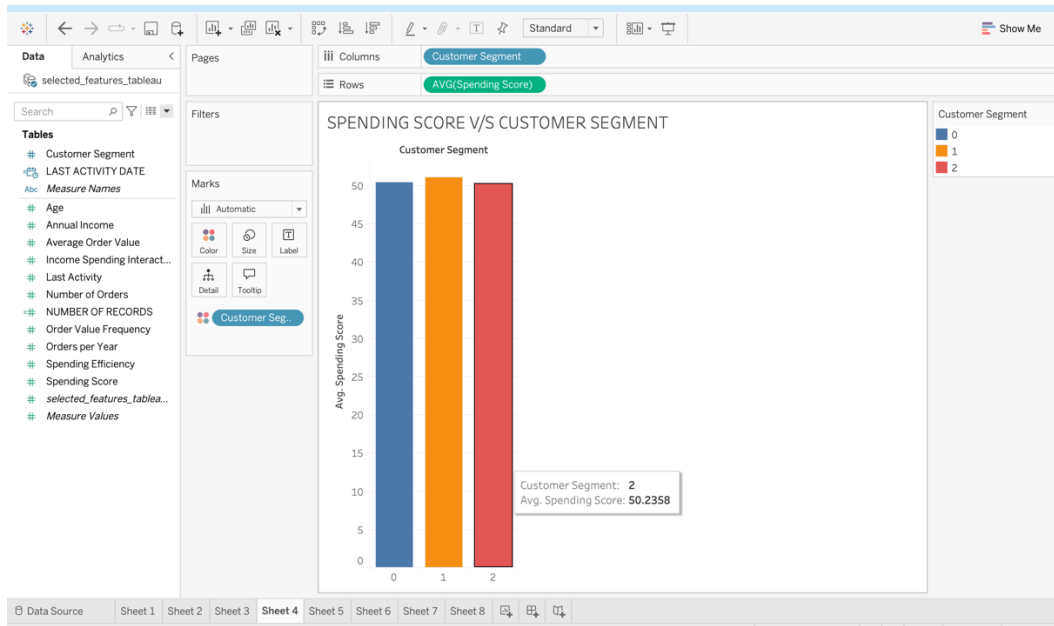 Standard
Show Me
Data
Analytics
selected_features_tableau
Search
Tables
Customer Segment
LAST ACTIVITY DATE
Abc Measure Names
Age
Annual Income
Average Order Value
Income Spending Interact...
Last Activity
Number of Orders
NUMBER OF RECORDS
Order Value Frequency
Orders per Year
Spending Efficiency
Spending Score
selected_features_tablea...
Measure Values
Pages
Filters
Marks
Automatic
Color
Size
Label
Detail
Tooltip
Customer Seg..
Columns
Customer Segment
Rows
AVG(Spending Score)
SPENDING SCORE V/S CUSTOMER SEGMENT
Customer Segment
Avg. Spending Score
50
45
40
35
30
25
20
15
10
5
0
0
1
2
Customer Segment: 2
Avg. Spending Score: 50.2358
Customer Segment
0
1
2
Data Source
Sheet 1
Sheet 2
Sheet 3
Sheet 4
Sheet 5
Sheet 6
Sheet 7
Sheet 8